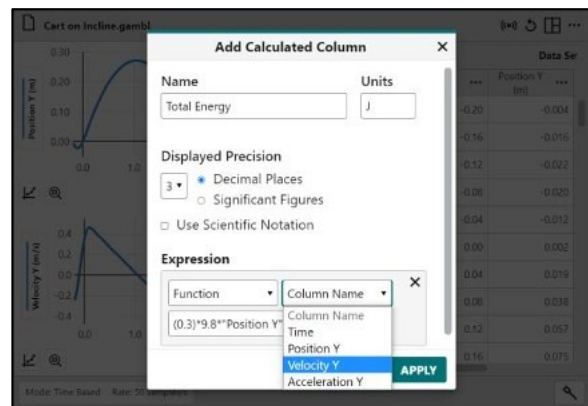 Cart on Incline.gambl
Add Calculated Column
Name
Units
Total Energy
J
Displayed Precision
3
Decimal Places
Significant Figures
Use Scientific Notation
Expression
Function
Column Name
((0.3)*9.8*"Position Y"
Column Name
Time
Position Y
Velocity Y
Acceleration Y
APPLY
Position Y (m)
0.30
0.20
0.10
0.00
0.0
1.0
Velocity Y (m/s)
0.4
0.2
0.0
-0.2
-0.4
0.0
1.0
Data Se
Position Y
(m)
-0.20 -0.004
-0.16 -0.016
-0.12 -0.022
-0.08 -0.020
-0.04 -0.012
0.00 0.002
0.04 0.019
0.08 0.038
0.12 0.057
0.16 0.075
Mode: Time Based Rate: 50 samples/s